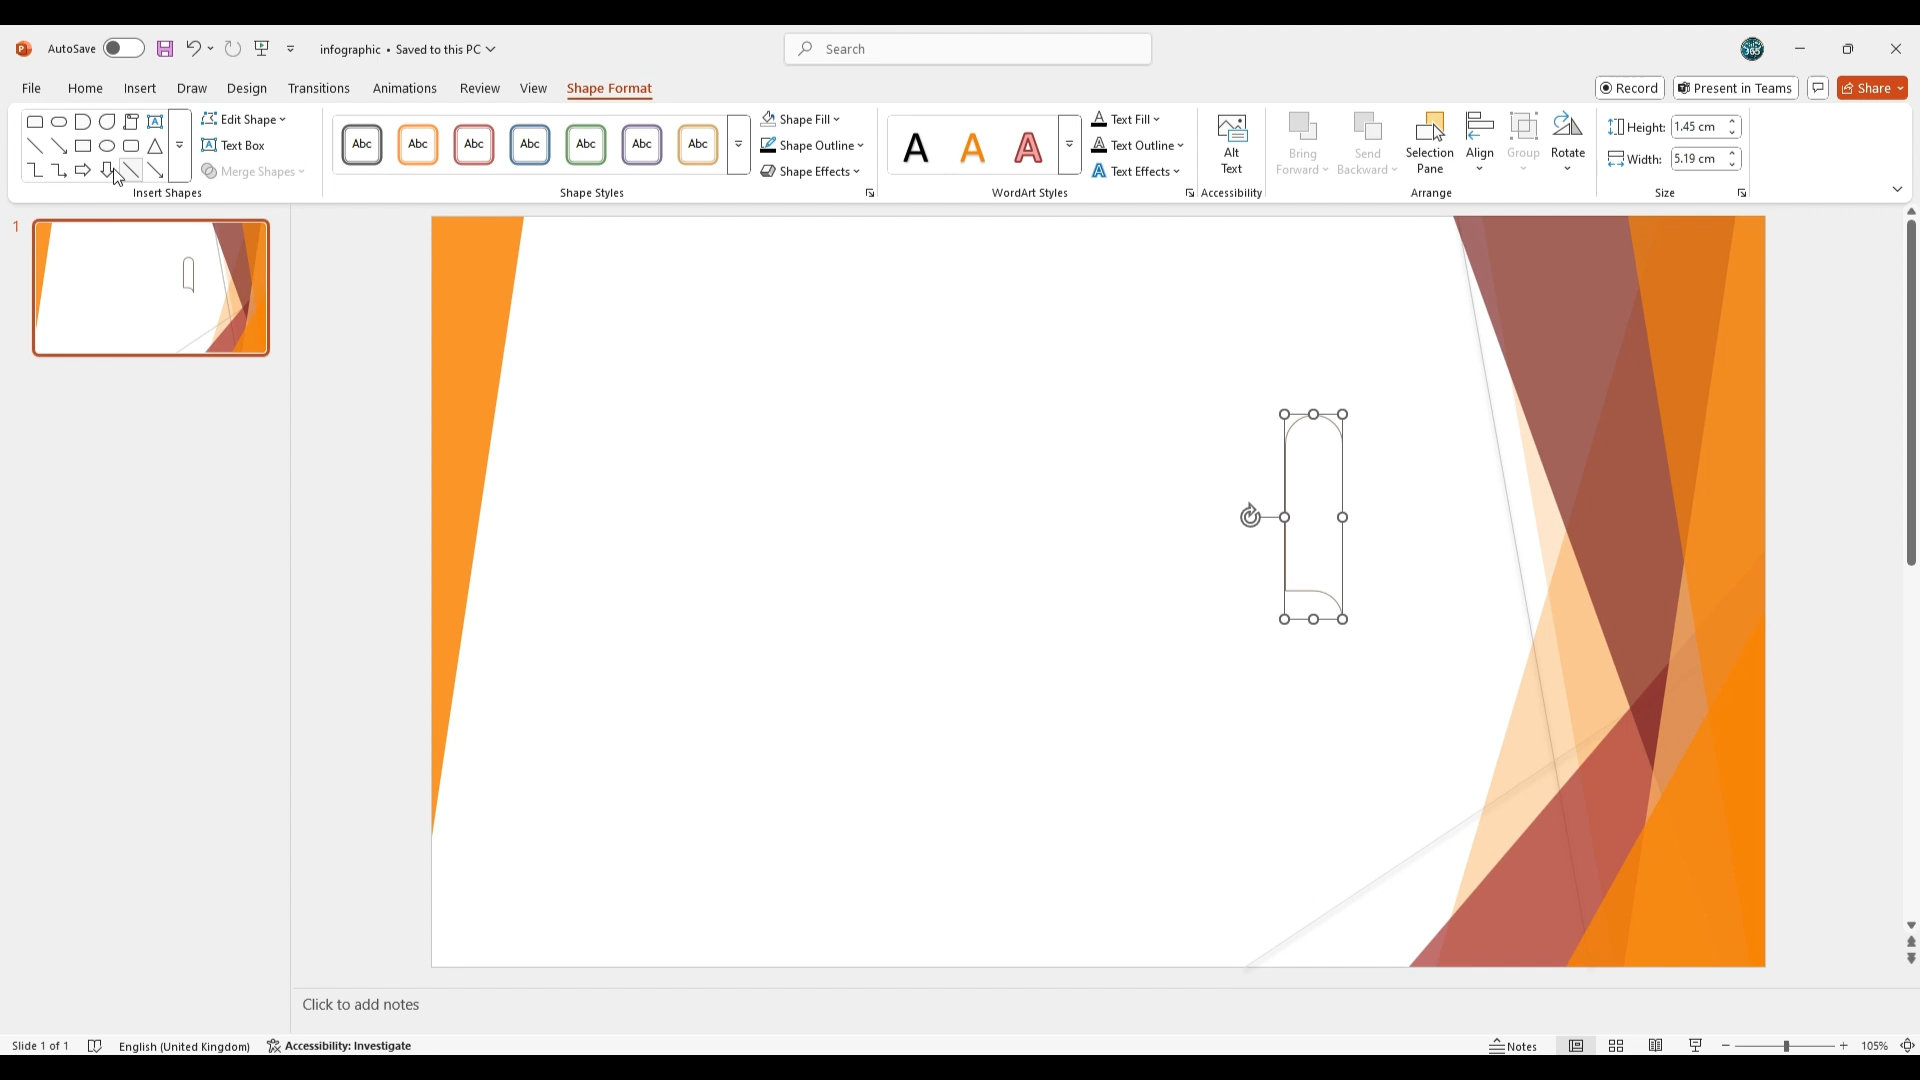 AutoSave
infographic • Saved to this PC
Search
File
Home
Insert
Draw
Design
Transitions
Animations
Review
View
Shape Format
Record
Present in Teams
Share
Edit Shape
Text Box
Merge Shapes
Insert Shapes
Abc Abc Abc Abc Abc Abc Abc
Shape Fill
Shape Outline
Shape Effects
Shape Styles
A A A
Text Fill
Text Outline
Text Effects
WordArt Styles
Alt
Text
Accessibility
Bring
Forward
Send
Backward
Selection
Pane
Align
Group
Rotate
Arrange
Height: 1.45 cm
Width: 5.19 cm
Size
1
Click to add notes
Slide 1 of 1
English (United Kingdom)
Accessibility: Investigate
Notes
105%